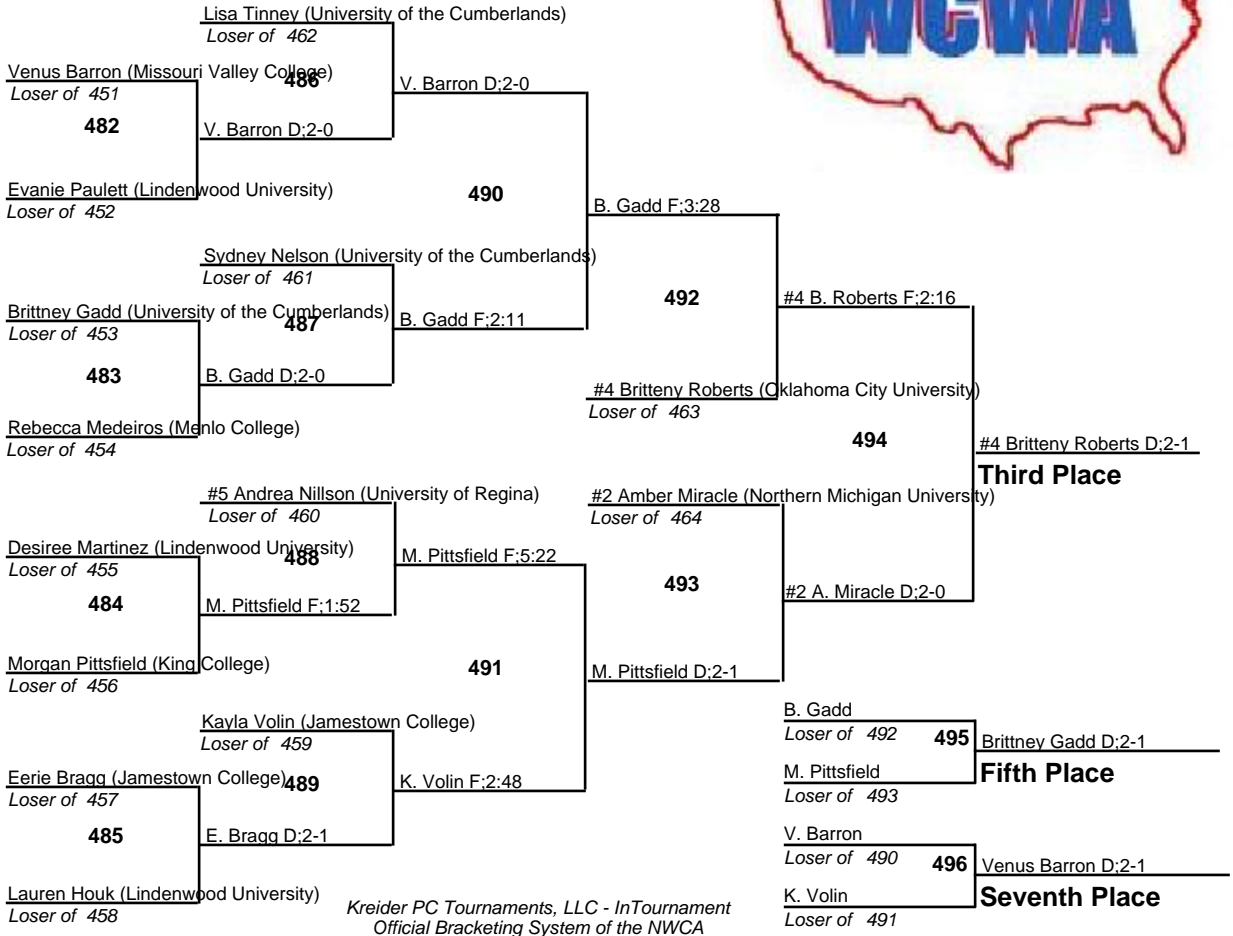 WCWA
Lisa Tinney (University of the Cumberlands)
Loser of 462
Venus Barron (Missouri Valley College)
486
Loser of 451
V. Barron D;2-0
482
V. Barron D;2-0
Evanie Paulett (Lindenwood University)
Loser of 452
490
B. Gadd F;3:28
Sydney Nelson (University of the Cumberlands)
Loser of 461
Brittney Gadd (University of the Cumberlands)
487
Loser of 453
B. Gadd F;2:11
492
#4 B. Roberts F;2:16
483
B. Gadd D;2-0
#4 Britteny Roberts (Oklahoma City University)
Loser of 463
Rebecca Medeiros (Menlo College)
Loser of 454
494
#4 Britteny Roberts D;2-1
Third Place
#5 Andrea Nillson (University of Regina)
Loser of 460
#2 Amber Miracle (Northern Michigan University)
Loser of 464
Desiree Martinez (Lindenwood University)
488
Loser of 455
M. Pittsfield F;5:22
484
M. Pittsfield F;1:52
493
#2 A. Miracle D;2-0
Morgan Pittsfield (King College)
Loser of 456
491
M. Pittsfield D;2-1
Kayla Volin (Jamestown College)
Loser of 459
Eerie Bragg (Jamestown College)
489
Loser of 457
K. Volin F;2:48
485
E. Bragg D;2-1
Lauren Houk (Lindenwood University)
Loser of 458
B. Gadd
Loser of 492
495
Brittney Gadd D;2-1
Fifth Place
M. Pittsfield
Loser of 493
V. Barron
Loser of 490
496
Venus Barron D;2-1
Seventh Place
K. Volin
Loser of 491
Kreider PC Tournaments, LLC - InTournament
Official Bracketing System of the NWCA